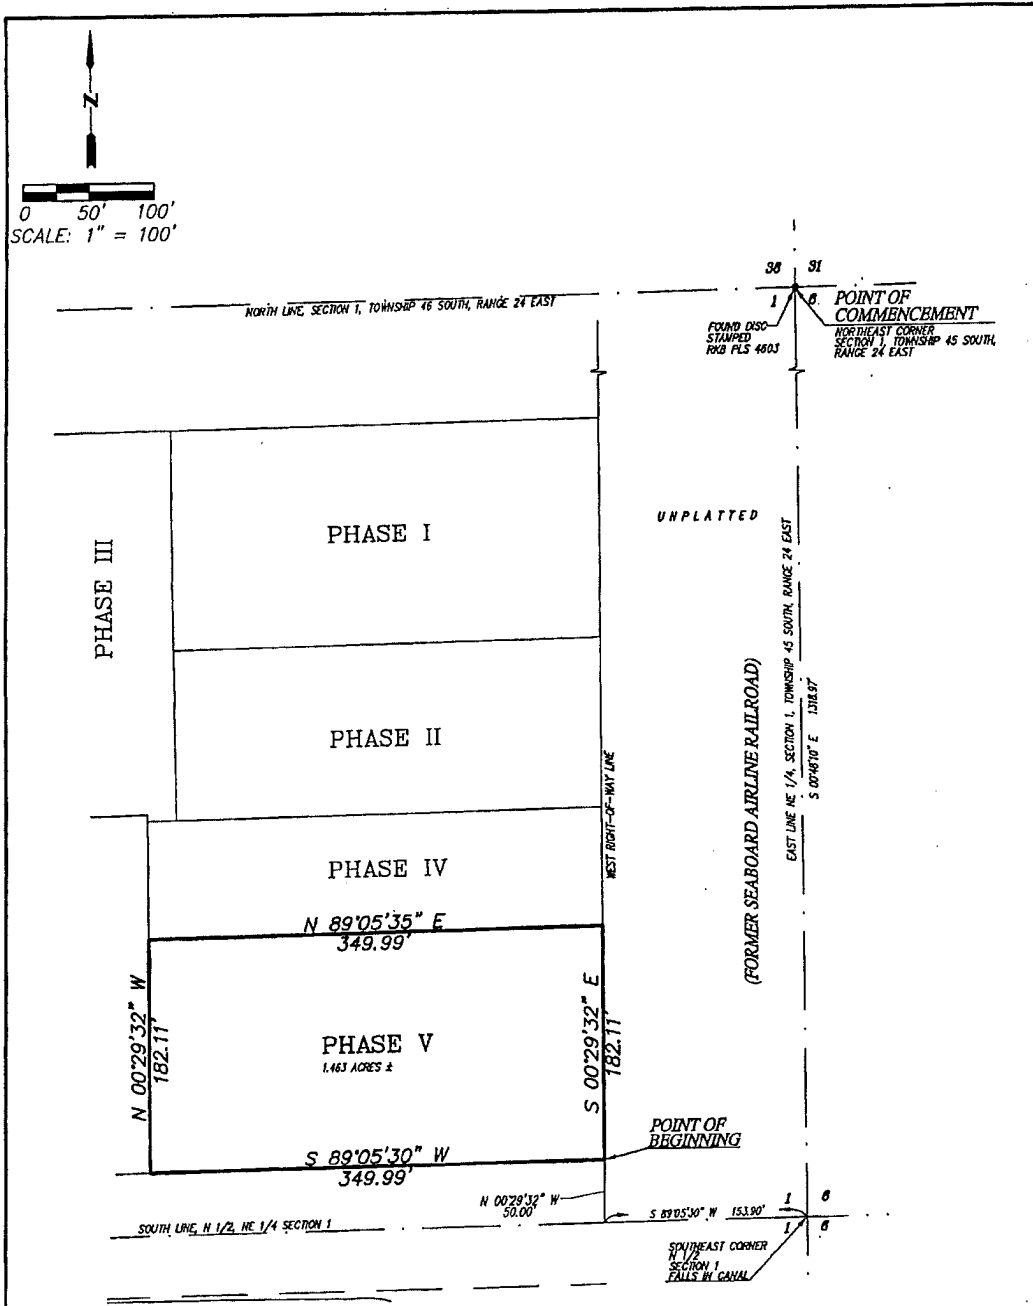 N
0 50' 100'
SCALE: 1" = 100'
36 31
1 6
POINT OF
COMMENCEMENT
NORTHEAST CORNER
SECTION 1, TOWNSHIP 45 SOUTH,
RANGE 24 EAST
FOUND DISC
STAMPED
RKB PLS 4603
NORTH LINE, SECTION 1, TOWNSHIP 46 SOUTH, RANGE 24 EAST
PHASE I
PHASE III
UNPLATTED
EAST LINE NE 1/4, SECTION 1, TOWNSHIP 45 SOUTH, RANGE 24 EAST
S 00°48'10" E 1318.97'
(FORMER SEABOARD AIRLINE RAILROAD)
PHASE II
WEST RIGHT-OF-WAY LINE
PHASE IV
N 89°05'35" E
349.99'
N 00°29'32" W
182.11'
PHASE V
1.463 ACRES ±
S 00°29'32" E
182.11'
POINT OF
BEGINNING
S 89°05'30" W
349.99'
N 00°29'32" W
50.00'
S 89°05'30" W 153.90'
1 6
1 6
SOUTH LINE, N 1/2, NE 1/4 SECTION 1
SOUTHEAST CORNER
N 1/2
SECTION 1
FALLS IN CANAL